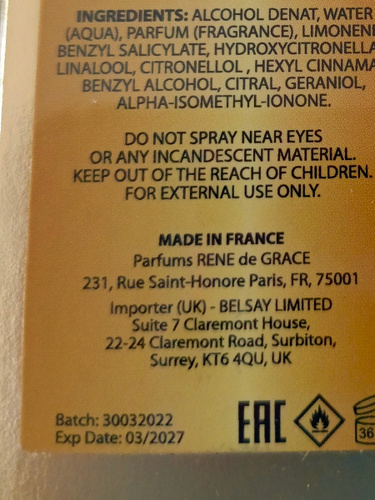 INGREDIENTS: ALCOHOL DENAT, WATER
(AQUA), PARFUM (FRAGRANCE), LIMONENE
BENZYL SALICYLATE, HYDROXYCITRONELLA
LINALOOL, CITRONELLOL , HEXYL CINNAMA
BENZYL ALCOHOL, CITRAL, GERANIOL,
ALPHA-ISOMETHYL-IONONE.
DO NOT SPRAY NEAR EYES
OR ANY INCANDESCENT MATERIAL.
KEEP OUT OF THE REACH OF CHILDREN.
FOR EXTERNAL USE ONLY.
MADE IN FRANCE
Parfums RENE de GRACE
231, Rue Saint-Honore Paris, FR, 75001
Importer (UK) - BELSAY LIMITED
Suite 7 Claremont House,
22-24 Claremont Road, Surbiton,
Surrey, KT6 4QU, UK
Batch: 30032022
Exp Date: 03/2027
EAC
36